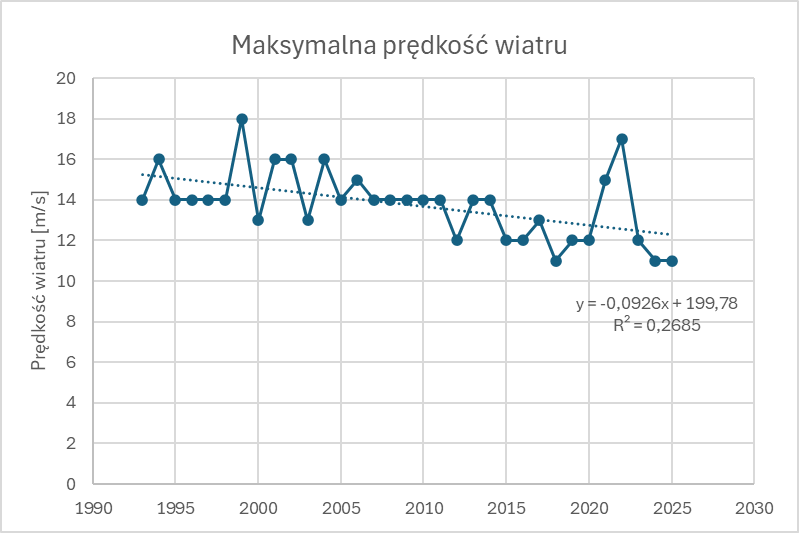 Maksymalna prędkość wiatru
Prędkość wiatru [m/s]
20
18
16
14
12
10
8
6
4
2
0
y = -0,0926x + 199,78
R² = 0,2685
1990 1995 2000 2005 2010 2015 2020 2025 2030